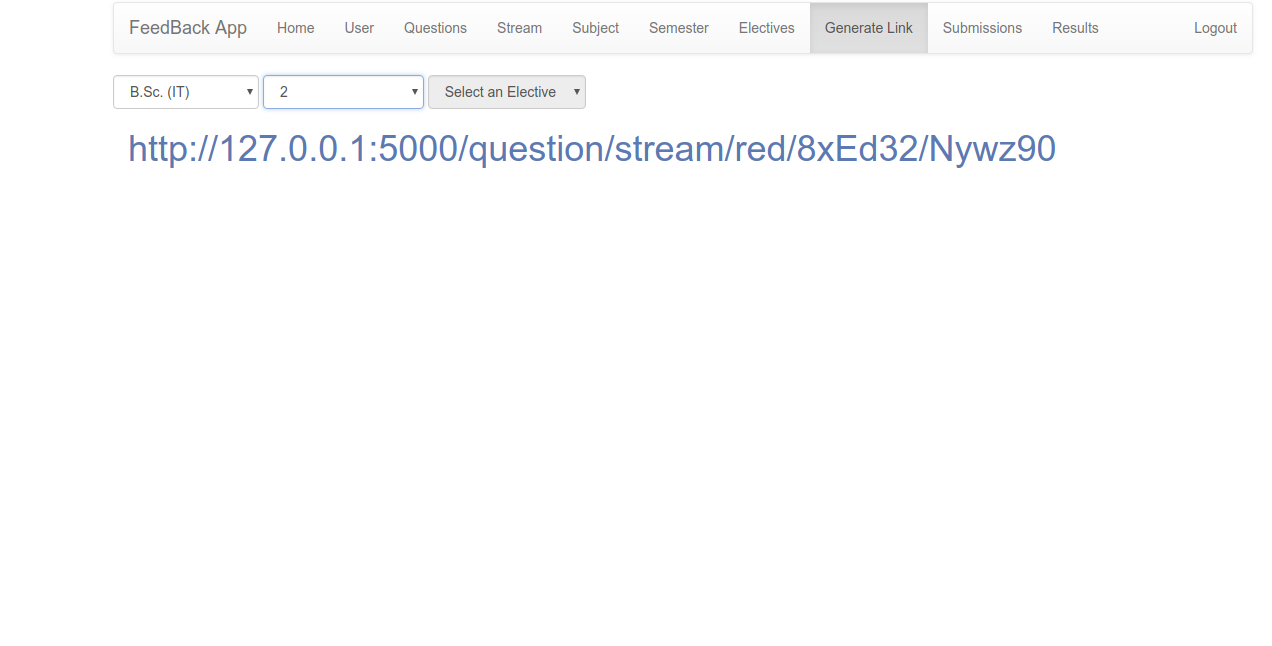 FeedBack App Home User Questions Stream Subject Semester Electives Generate Link Submissions Results Logout
B.Sc. (IT) 2 Select an Elective
http://127.0.0.1:5000/question/stream/red/8xEd32/Nywz90